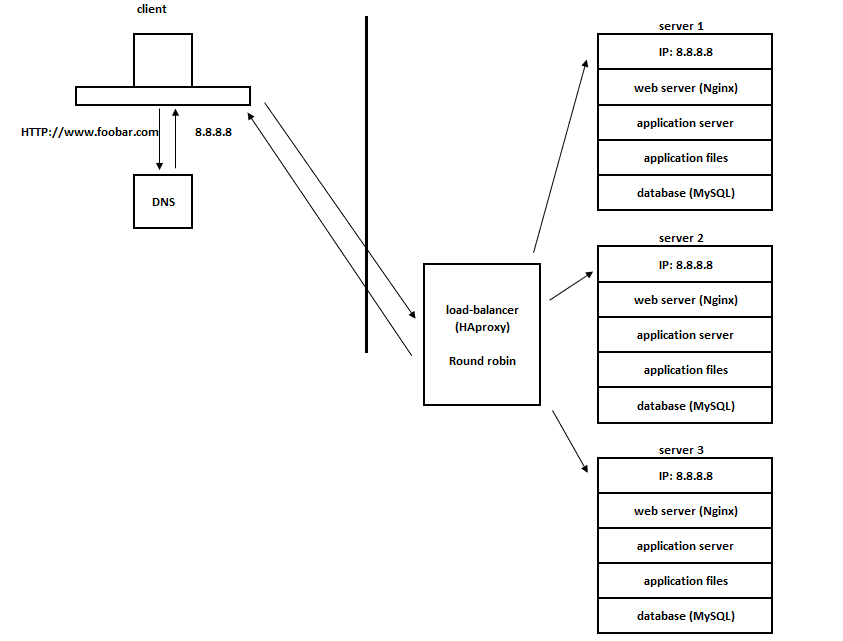 client
HTTP://www.foobar.com
8.8.8.8
DNS
load-balancer
(HAproxy)
Round robin
server 1
IP: 8.8.8.8
web server (Nginx)
application server
application files
database (MySQL)
server 2
IP: 8.8.8.8
web server (Nginx)
application server
application files
database (MySQL)
server 3
IP: 8.8.8.8
web server (Nginx)
application server
application files
database (MySQL)